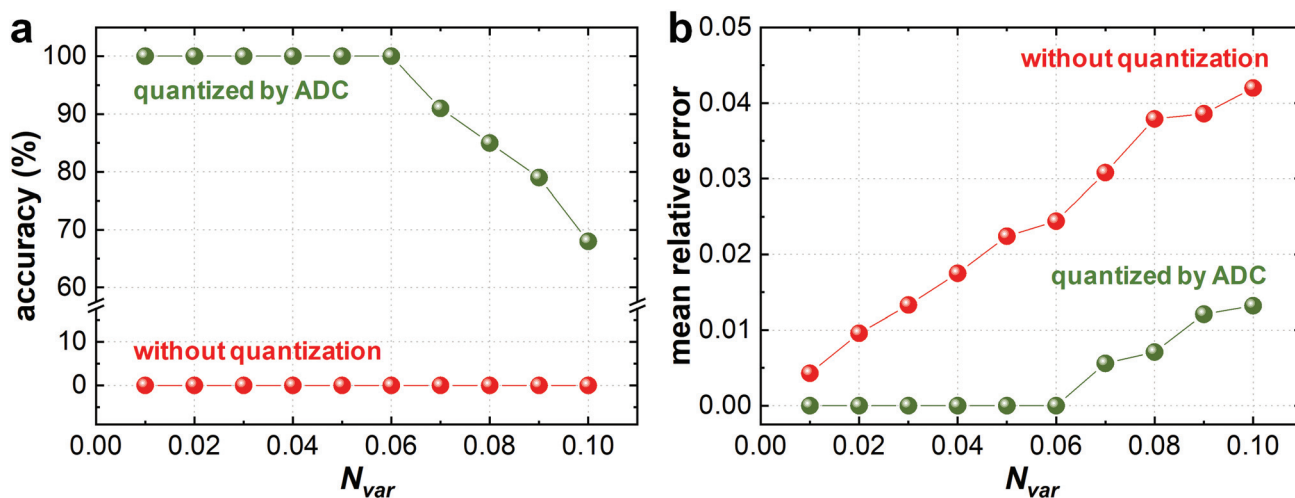 a
accuracy (%)
100
90
80
70
60
10
0
quantized by ADC
without quantization
0.00 0.02 0.04 0.06 0.08 0.10
N_var
b
mean relative error
0.04
0.03
0.02
0.01
0.00
without quantization
quantized by ADC
0.00 0.02 0.04 0.06 0.08 0.10
N_var